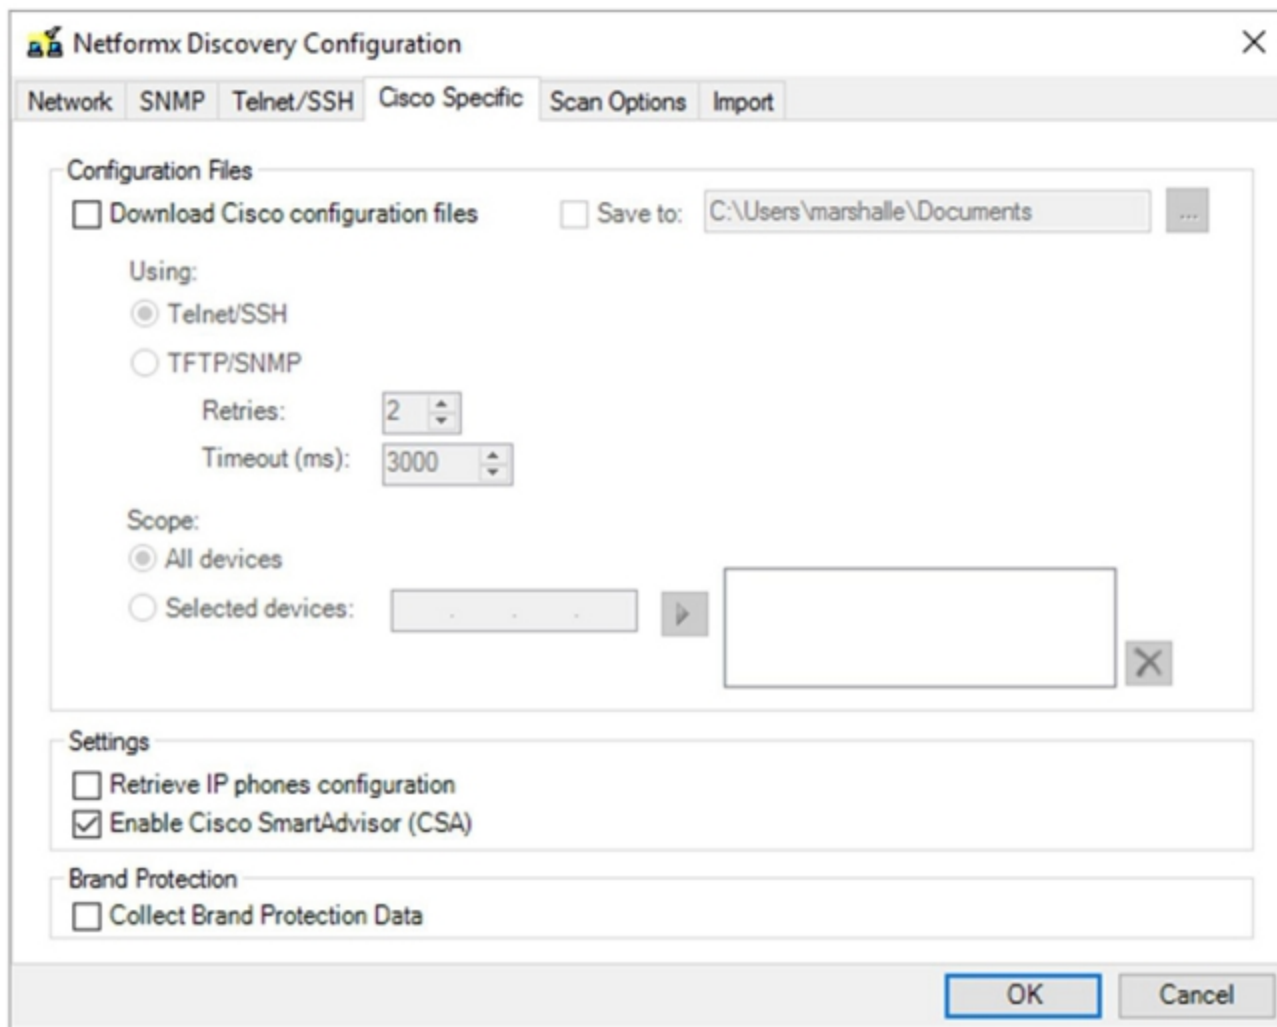 Netformx Discovery Configuration
Network SNMP Telnet/SSH Cisco Specific Scan Options Import
Configuration Files
Download Cisco configuration files Save to: C:\Users\marshalle\Documents ...
Using:
Telnet/SSH
TFTP/SNMP
Retries: 2
Timeout (ms): 3000
Scope:
All devices
Selected devices: . . .
Settings
Retrieve IP phones configuration
Enable Cisco SmartAdvisor (CSA)
Brand Protection
Collect Brand Protection Data
OK Cancel